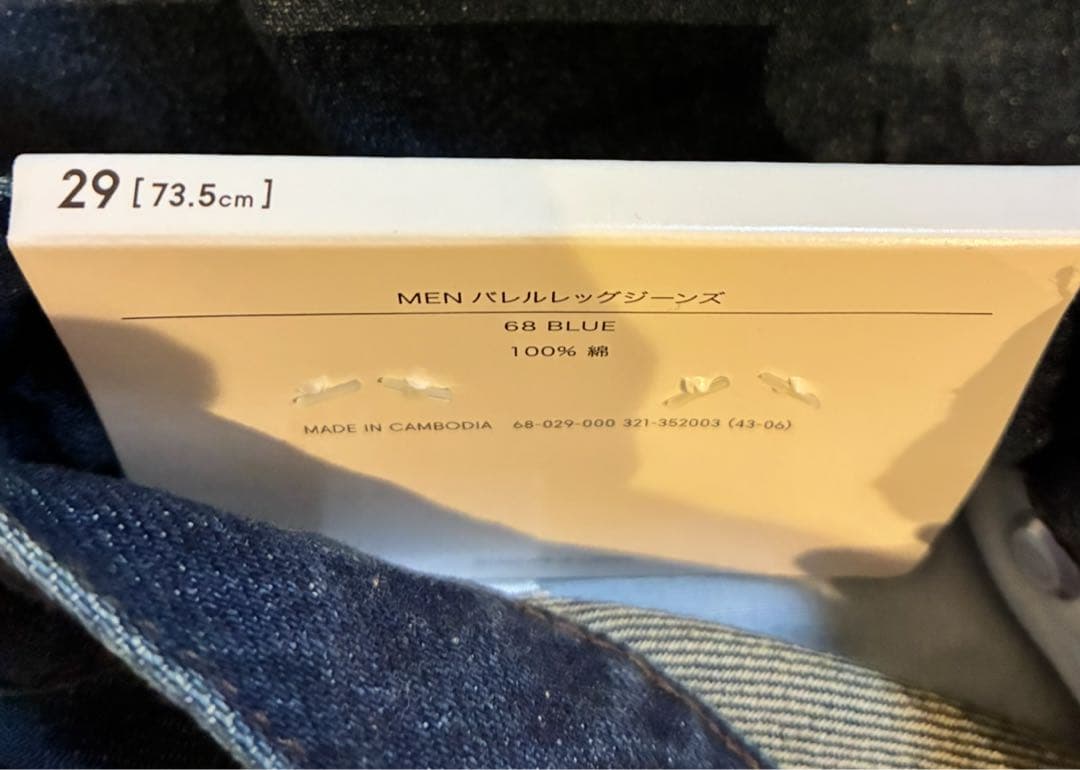 29 [73.5cm]
MEN バレルレッグジーンズ
68 BLUE
100% 綿
MADE IN CAMBODIA 68-029-000 321-352003 (43-06)